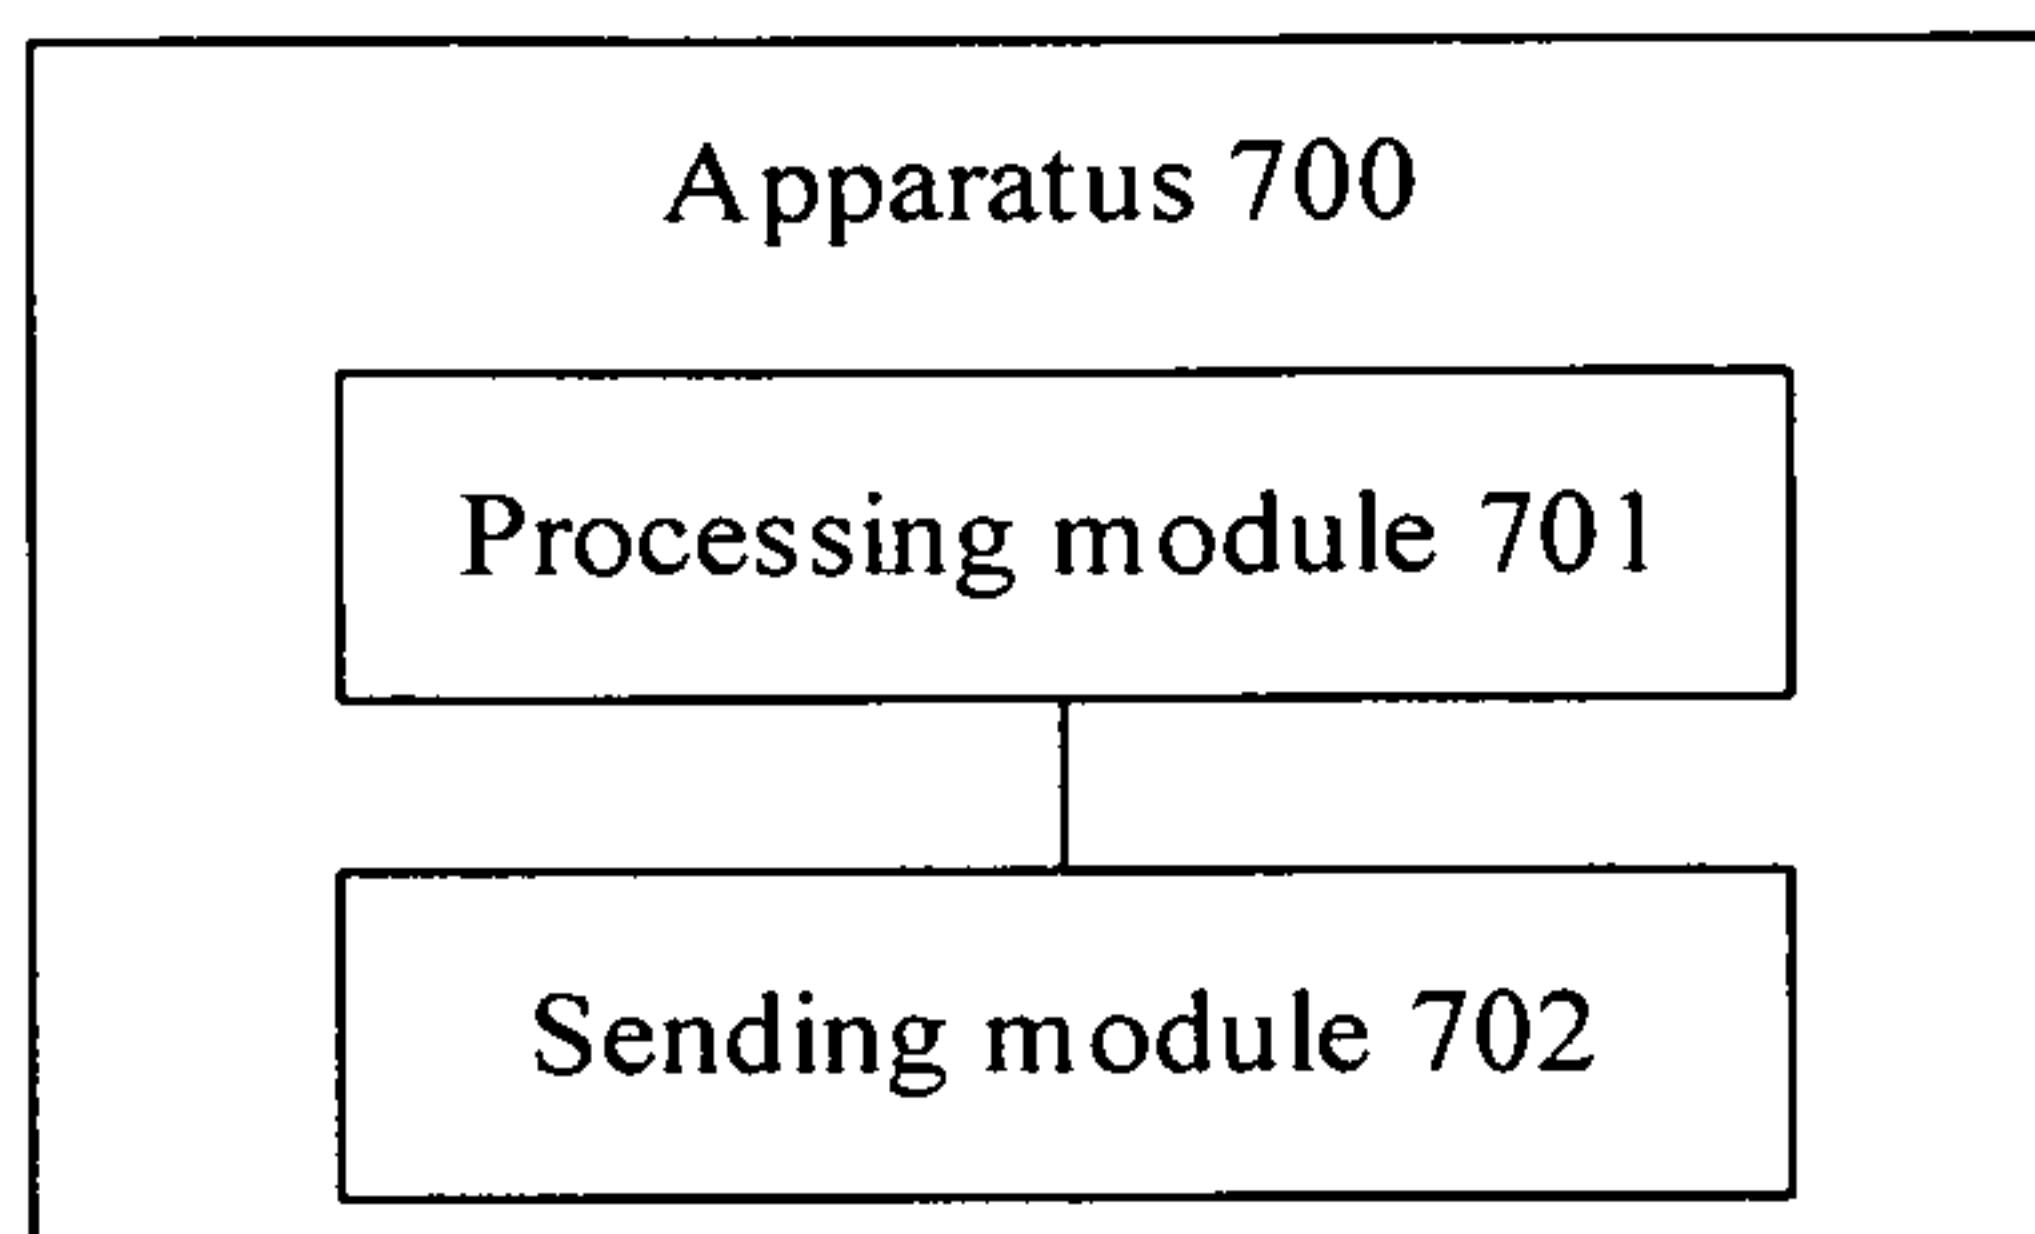 Apparatus 700
Processing module 701
Sending module 702